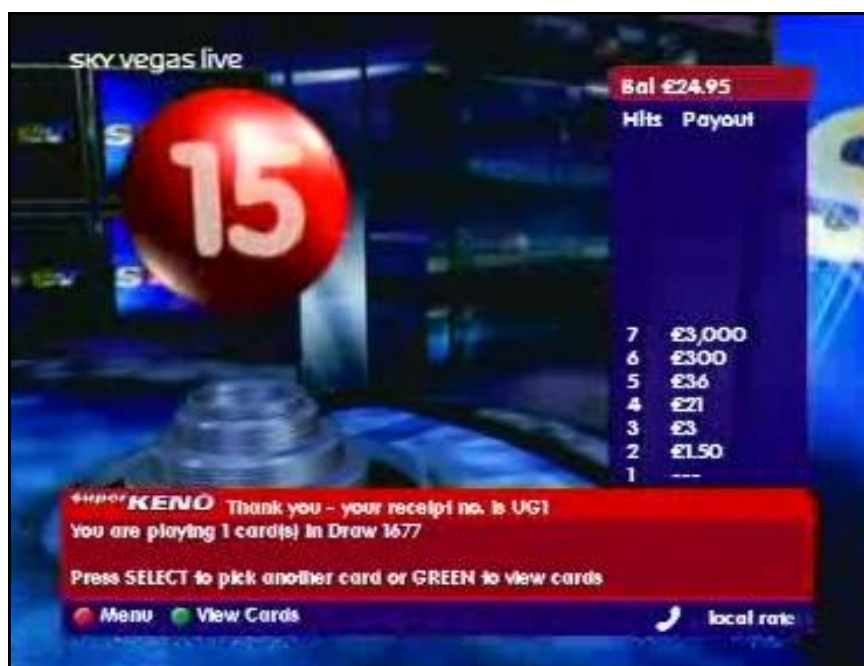 sky vegas live
15
Bal £24.95
Hits Payout
7 £3,000
6 £300
5 £36
4 £21
3 £3
2 £1.50
1 ---
super KENO Thank you - your receipt no. is UG1
You are playing 1 card(s) in Draw 1677
Press SELECT to pick another card or GREEN to view cards
Menu View Cards local rate